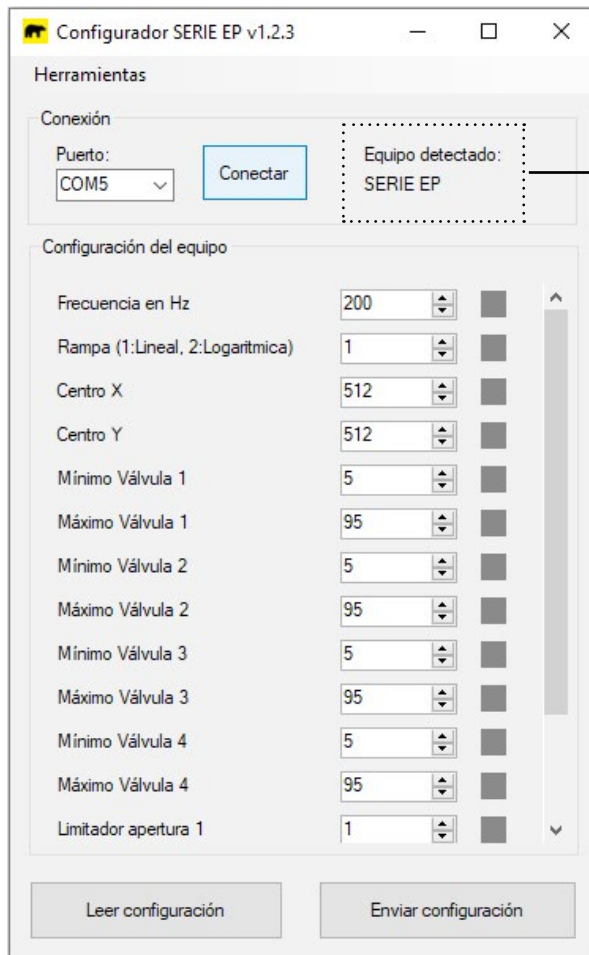 Configurador SERIE EP v1.2.3
Herramientas
Conexión
Puerto:
COM5
Conectar
Equipo detectado:
SERIE EP
Configuración del equipo
Frecuencia en Hz 200
Rampa (1:Lineal, 2:Logaritmica) 1
Centro X 512
Centro Y 512
Mínimo Válvula 1 5
Máximo Válvula 1 95
Mínimo Válvula 2 5
Máximo Válvula 2 95
Mínimo Válvula 3 5
Máximo Válvula 3 95
Mínimo Válvula 4 5
Máximo Válvula 4 95
Limitador apertura 1 1
Leer configuración Enviar configuración